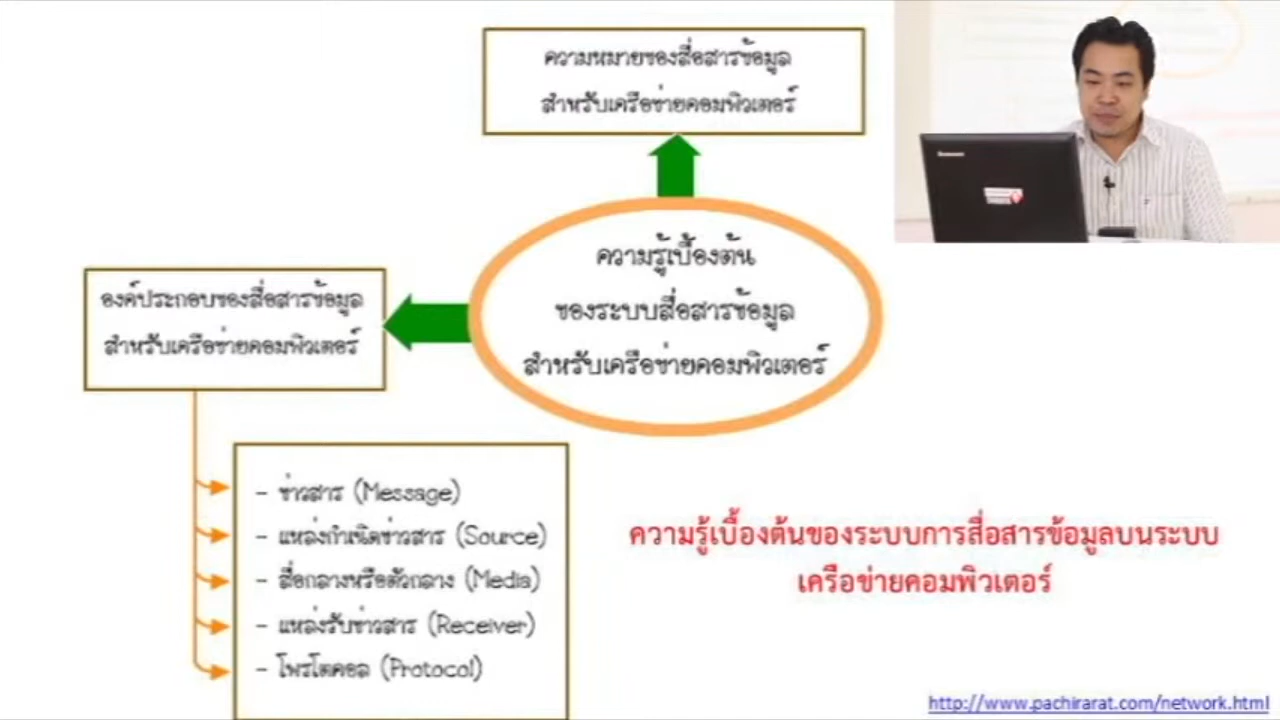 ความหมายของสื่อสารข้อมูล
สำหรับเครือข่ายคอมพิวเตอร์
ความรู้เบื้องต้น
ของระบบสื่อสารข้อมูล
สำหรับเครือข่ายคอมพิวเตอร์
องค์ประกอบของสื่อสารข้อมูล
สำหรับเครือข่ายคอมพิวเตอร์
- ข่าวสาร (Message)
- แหล่งกำเนิดข่าวสาร (Source)
- สื่อกลางหรือตัวกลาง (Media)
- แหล่งรับข่าวสาร (Receiver)
- โพรโตคอล (Protocol)
ความรู้เบื้องต้นของระบบการสื่อสารข้อมูลบนระบบ
เครือข่ายคอมพิวเตอร์
http://www.pachirarat.com/network.html